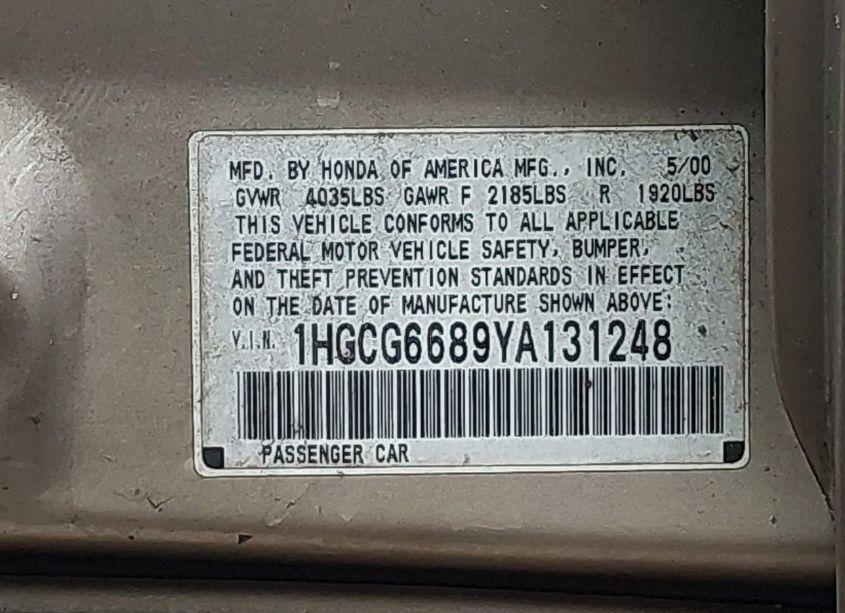 MFD. BY HONDA OF AMERICA MFG., INC. 5/00
GVWR 4035LBS GAWR F 2185LBS R 1920LBS
THIS VEHICLE CONFORMS TO ALL APPLICABLE
FEDERAL MOTOR VEHICLE SAFETY, BUMPER,
AND THEFT PREVENTION STANDARDS IN EFFECT
ON THE DATE OF MANUFACTURE SHOWN ABOVE:
V.I.N. 1HGCG6689YA131248
PASSENGER CAR